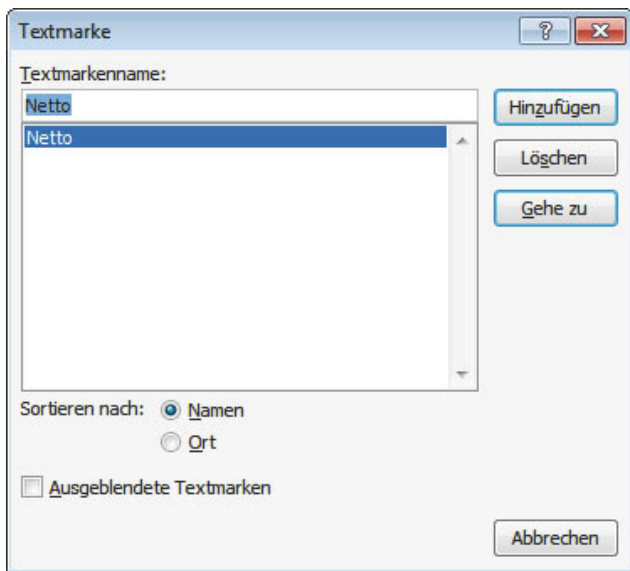 Textmarke
Textmarkenname:
Netto
Hinzufügen
Netto
Löschen
Gehe zu
Sortieren nach:
Namen
Ort
Ausgeblendete Textmarken
Abbrechen